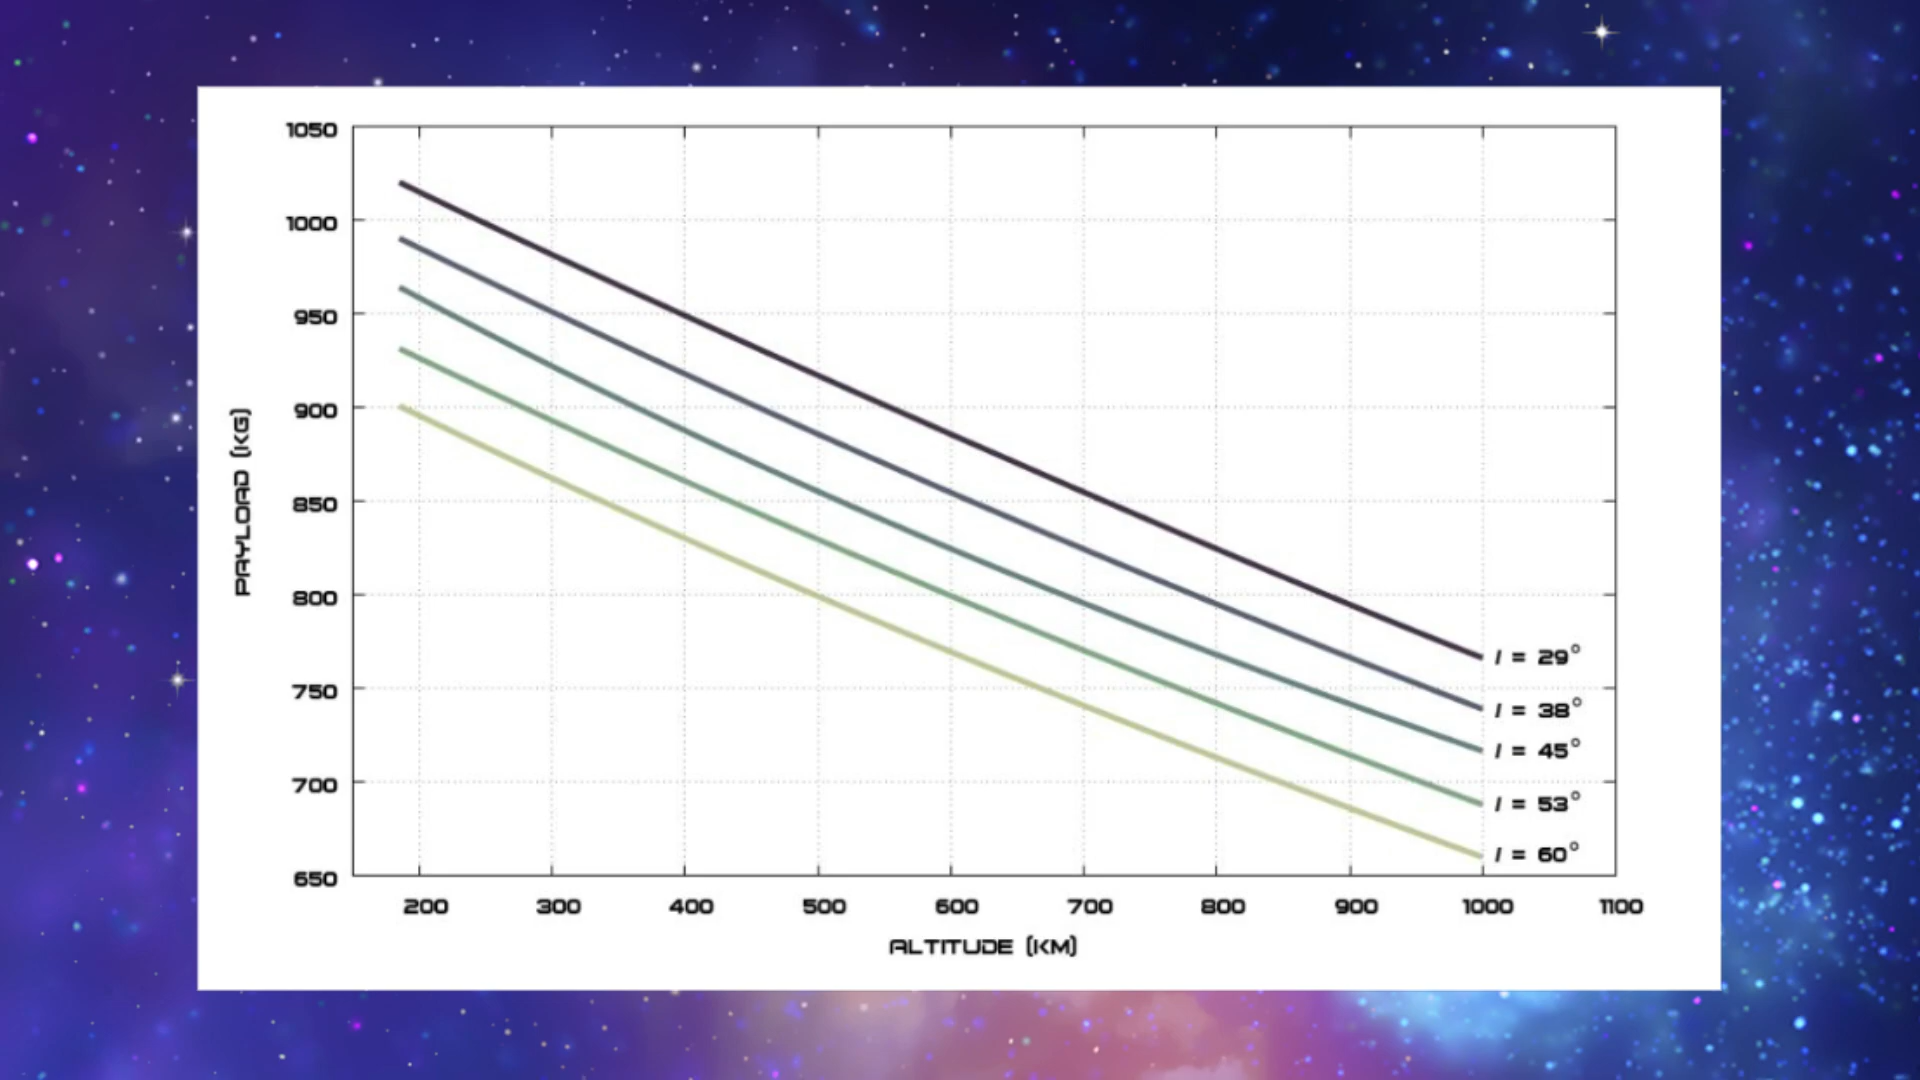 1050
1000
950
900
850
800
750
700
650
PAYLOAD (KG)
200 300 400 500 600 700 800 900 1000 1100
ALTITUDE (KM)
I = 29°
I = 38°
I = 45°
I = 53°
I = 60°